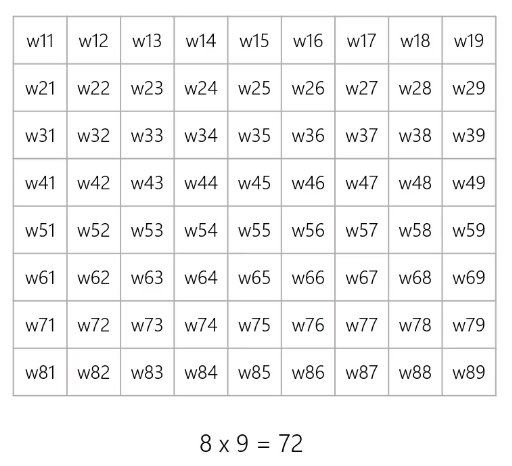 w11 w12 w13 w14 w15 w16 w17 w18 w19
w21 w22 w23 w24 w25 w26 w27 w28 w29
w31 w32 w33 w34 w35 w36 w37 w38 w39
w41 w42 w43 w44 w45 w46 w47 w48 w49
w51 w52 w53 w54 w55 w56 w57 w58 w59
w61 w62 w63 w64 w65 w66 w67 w68 w69
w71 w72 w73 w74 w75 w76 w77 w78 w79
w81 w82 w83 w84 w85 w86 w87 w88 w89
8 x 9 = 72